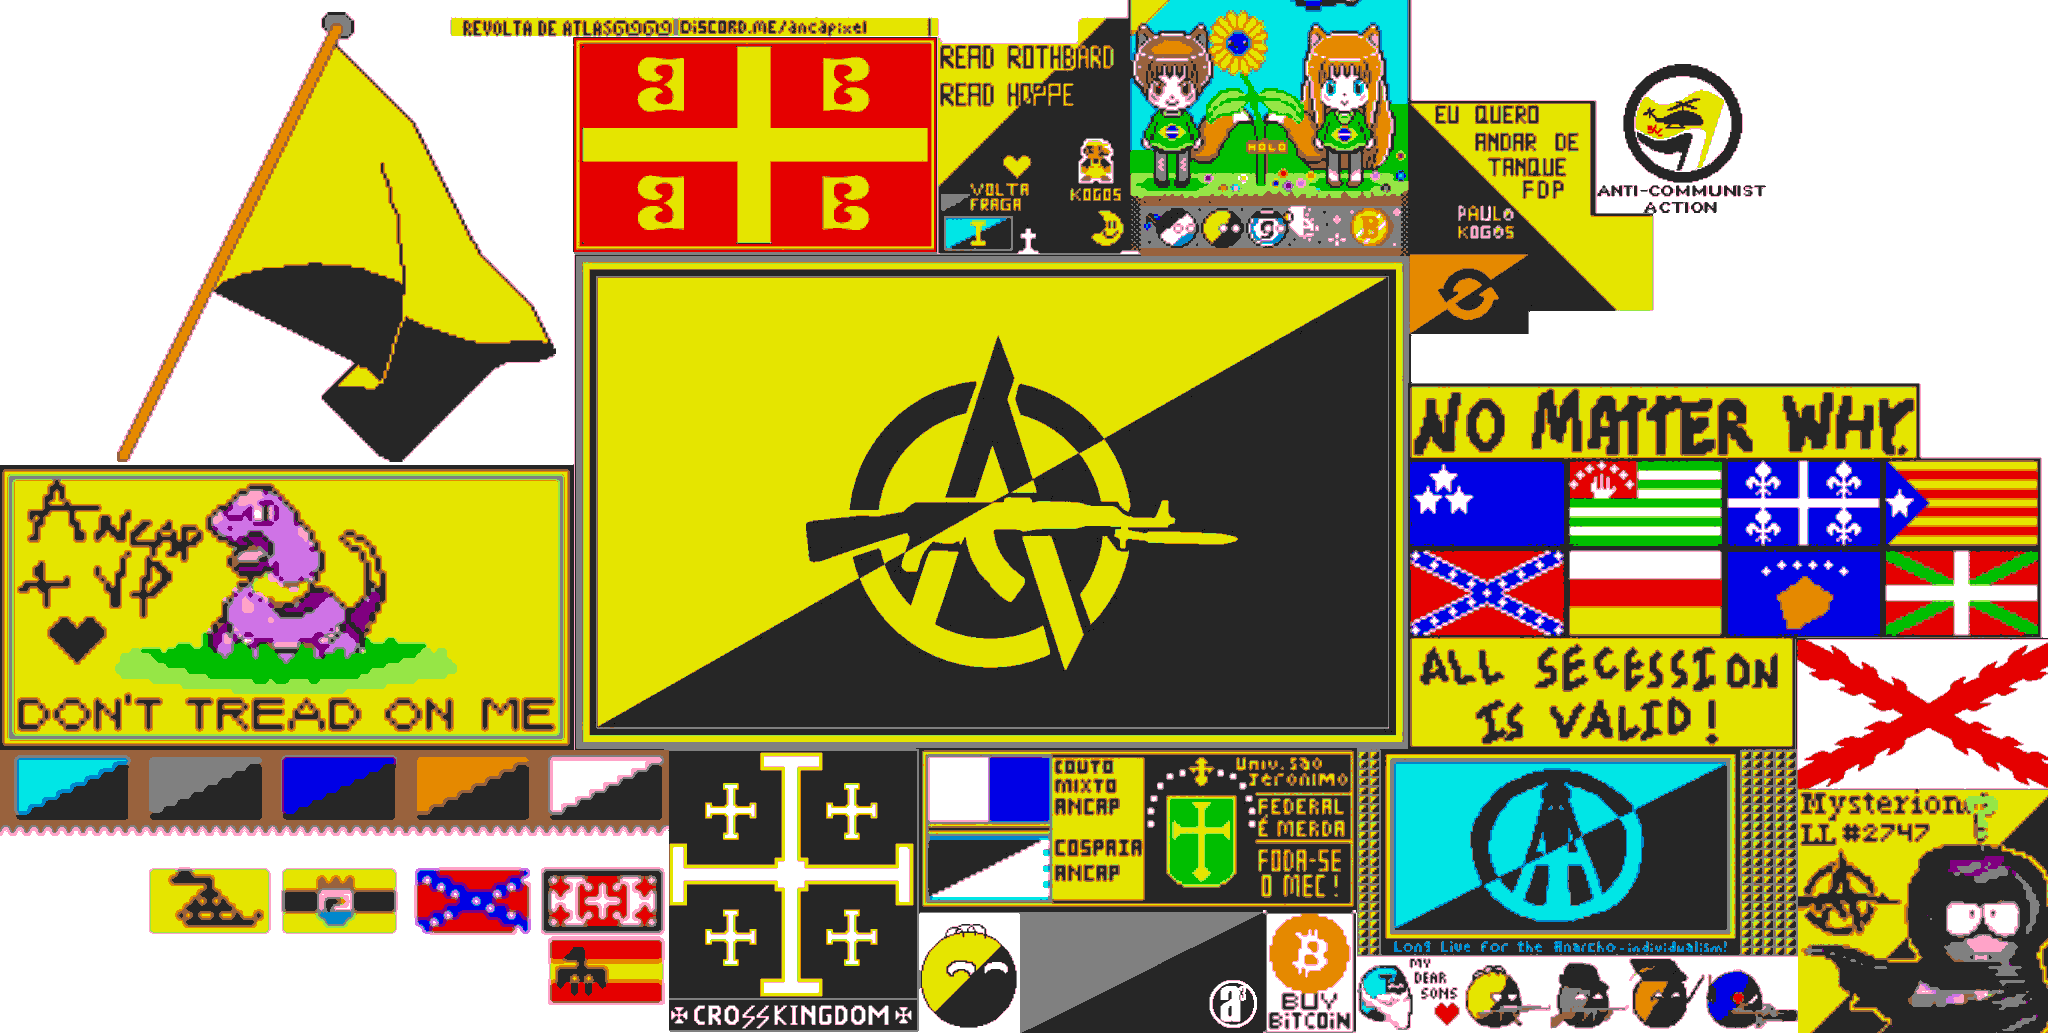 REVOLTA DE ATLAS
DISCORD.ME/ancapixel
READ ROTHBARD
READ HOPPE
VOLTA
FRAGA
KOGOS
I
HOLO
B
EU QUERO
ANDAR DE
TANQUE
FDP
PAULO
KOGOS
ANTI-COMMUNIST
ACTION
NO MATTER WHY.
ALL SECESSION
IS VALID!
ANCAP
+ VP
DON'T TREAD ON ME
CROSSKINGDOM
COUTO
MIXTO
ANCAP
COSPAIA
ANCAP
Univ. São
Jerônimo
FEDERAL
É MERDA
FODA-SE
O MEC!
BUY
BiTCOiN
Long Live for the Anarcho-individualism!
MY
DEAR
SONS
Mysterion
LL #2747